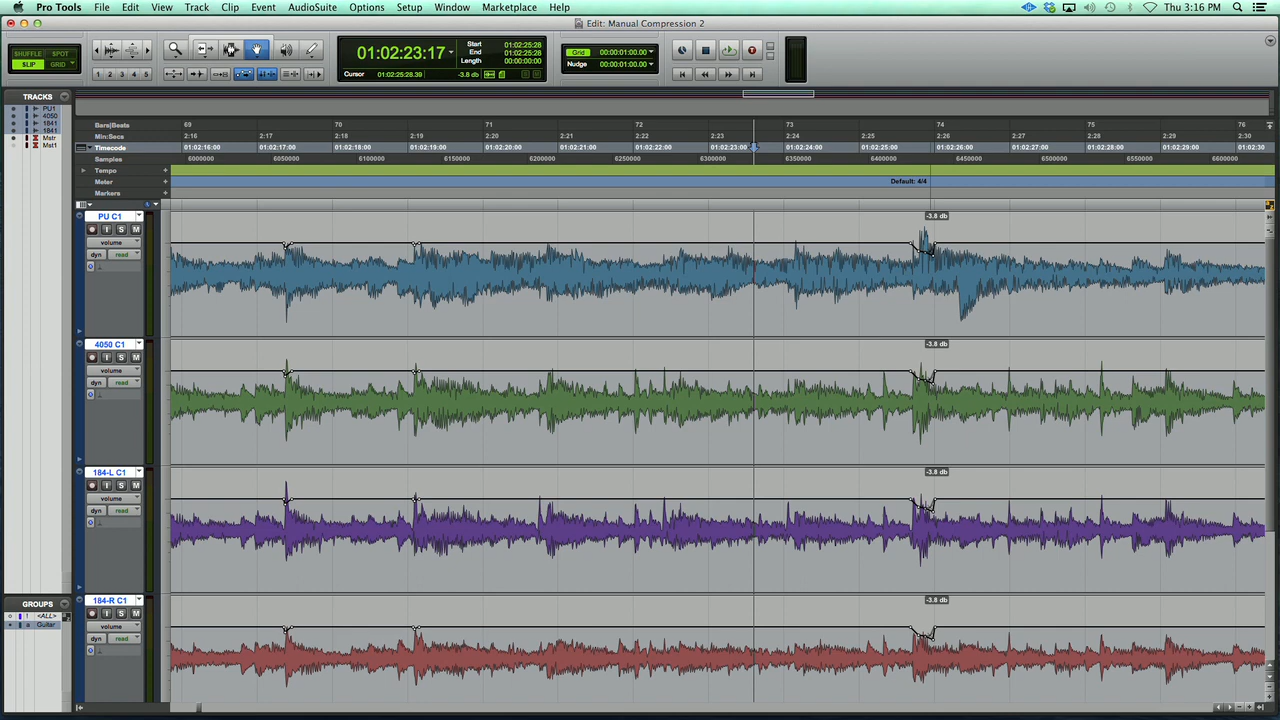 Pro Tools File Edit View Track Clip Event AudioSuite Options Setup Window Marketplace Help Thu 3:16 PM
Edit: Manual Compression 2
SHUFFLE SPOT
SLIP GRID
1 2 3 4 5
01:02:23:17
Start 01:02:25:28
End 01:02:25:28
Length 00:00:00:00
Cursor 01:02:25:28.39 -3.8 dB
Grid 00:00:01:00.00
Nudge 00:00:01:00.00
TRACKS
PU1
4050
1841
1841
Mstr
Mst1
Bars|Beats 69 70 71 72 73 74 75 76
Min:Secs 2:16 2:17 2:18 2:19 2:20 2:21 2:22 2:23 2:24 2:25 2:26 2:27 2:28 2:29 2:30
Timecode 01:02:16:00 01:02:17:00 01:02:18:00 01:02:19:00 01:02:20:00 01:02:21:00 01:02:22:00 01:02:23:00 01:02:24:00 01:02:25:00 01:02:26:00 01:02:27:00 01:02:28:00 01:02:29:00 01:02:30
Samples 6000000 6050000 6100000 6150000 6200000 6250000 6300000 6350000 6400000 6450000 6500000 6550000 6600000
Tempo
Meter Default: 4/4
Markers
PU C1 -3.8 db
I S M
volume
dyn read
4050 C1 -3.8 db
I S M
volume
dyn read
184-L C1 -3.8 db
I S M
volume
dyn read
GROUPS
! <ALL>
a Guitar
184-R C1 -3.8 db
I S M
volume
dyn read